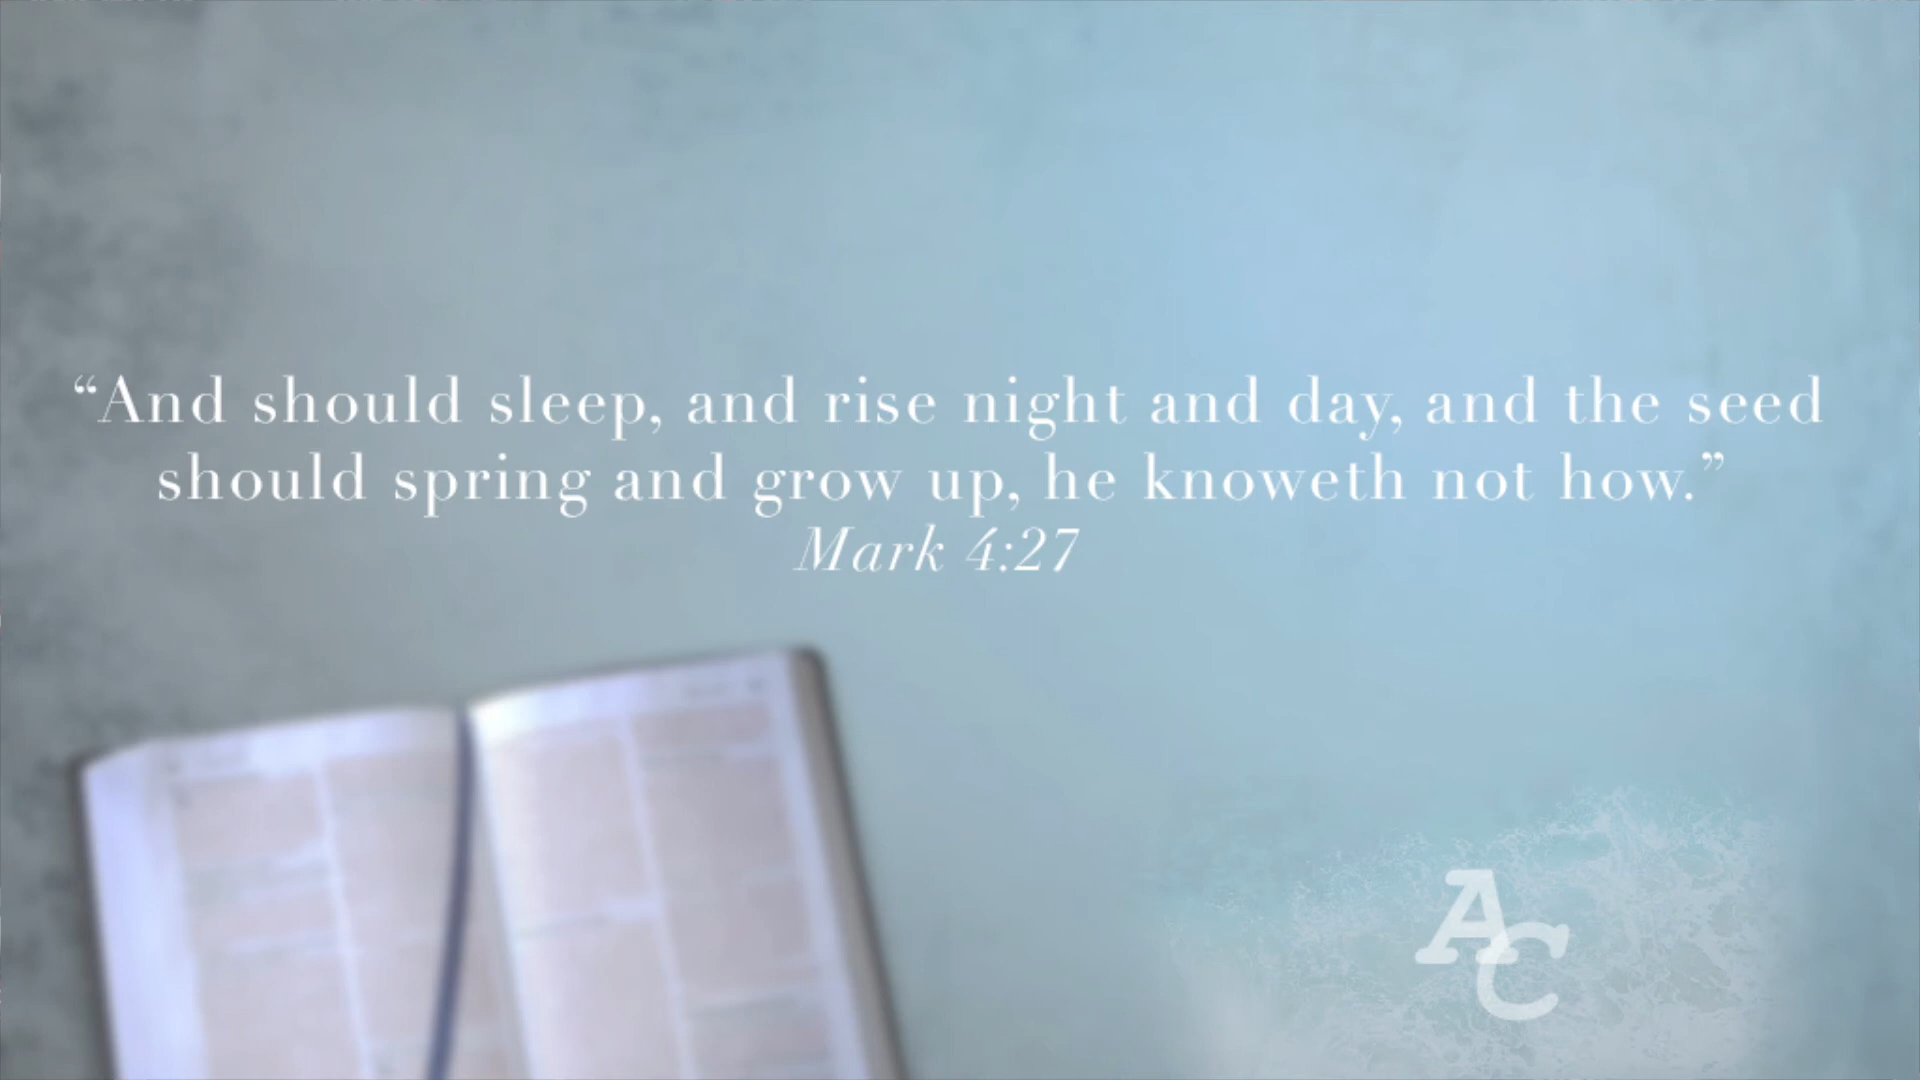 “And should sleep, and rise night and day, and the seed
should spring and grow up, he knoweth not how.”
Mark 4:27
AC